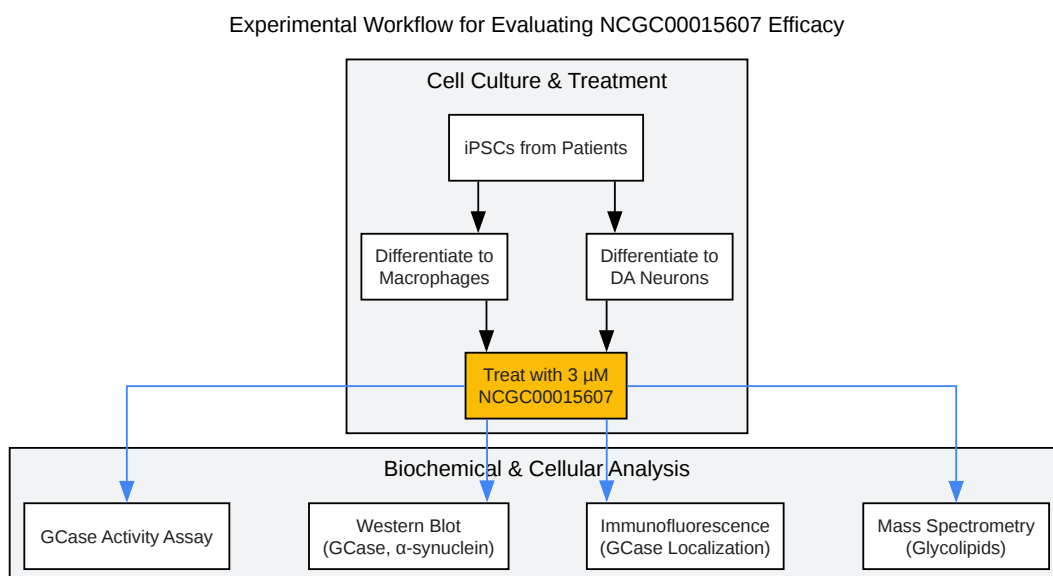 Experimental Workflow for Evaluating NCGC00015607 Efficacy
Cell Culture & Treatment
iPSCs from Patients
Differentiate to
Macrophages
Differentiate to
DA Neurons
Treat with 3 µM
NCGC00015607
Biochemical & Cellular Analysis
GCase Activity Assay
Western Blot
(GCase, α-synuclein)
Immunofluorescence
(GCase Localization)
Mass Spectrometry
(Glycolipids)